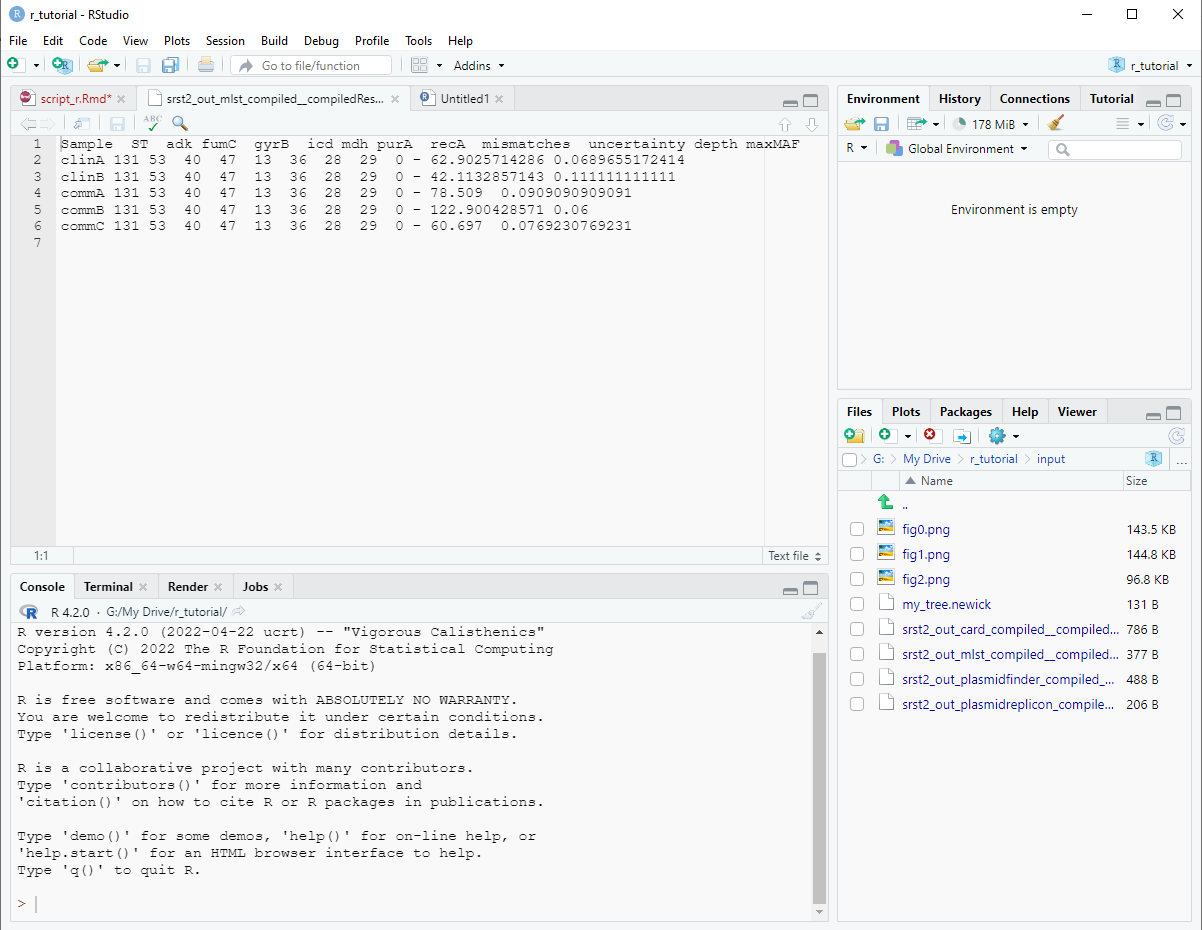 r_tutorial - RStudio
File Edit Code View Plots Session Build Debug Profile Tools Help
Go to file/function Addins r_tutorial
script_r.Rmd* srst2_out_mlst_compiled__compiledRes... Untitled1
ABC
1 Sample ST adk fumC gyrB icd mdh purA recA mismatches uncertainty depth maxMAF
2 clinA 131 53 40 47 13 36 28 29 0 - 62.9025714286 0.0689655172414
3 clinB 131 53 40 47 13 36 28 29 0 - 42.1132857143 0.111111111111
4 commA 131 53 40 47 13 36 28 29 0 - 78.509 0.0909090909091
5 commB 131 53 40 47 13 36 28 29 0 - 122.900428571 0.06
6 commC 131 53 40 47 13 36 28 29 0 - 60.697 0.0769230769231
7
1:1 Text file
Console Terminal Render Jobs
R R 4.2.0 · G:/My Drive/r_tutorial/
R version 4.2.0 (2022-04-22 ucrt) -- "Vigorous Calisthenics"
Copyright (C) 2022 The R Foundation for Statistical Computing
Platform: x86_64-w64-mingw32/x64 (64-bit)
R is free software and comes with ABSOLUTELY NO WARRANTY.
You are welcome to redistribute it under certain conditions.
Type 'license()' or 'licence()' for distribution details.
R is a collaborative project with many contributors.
Type 'contributors()' for more information and
'citation()' on how to cite R or R packages in publications.
Type 'demo()' for some demos, 'help()' for on-line help, or
'help.start()' for an HTML browser interface to help.
Type 'q()' to quit R.
>
Environment History Connections Tutorial
178 MiB
R Global Environment
Environment is empty
Files Plots Packages Help Viewer
G: My Drive r_tutorial input R ...
Name Size
..
fig0.png 143.5 KB
fig1.png 144.8 KB
fig2.png 96.8 KB
my_tree.newick 131 B
srst2_out_card_compiled__compiled... 786 B
srst2_out_mlst_compiled__compiled... 377 B
srst2_out_plasmidfinder_compiled_... 488 B
srst2_out_plasmidreplicon_compile... 206 B